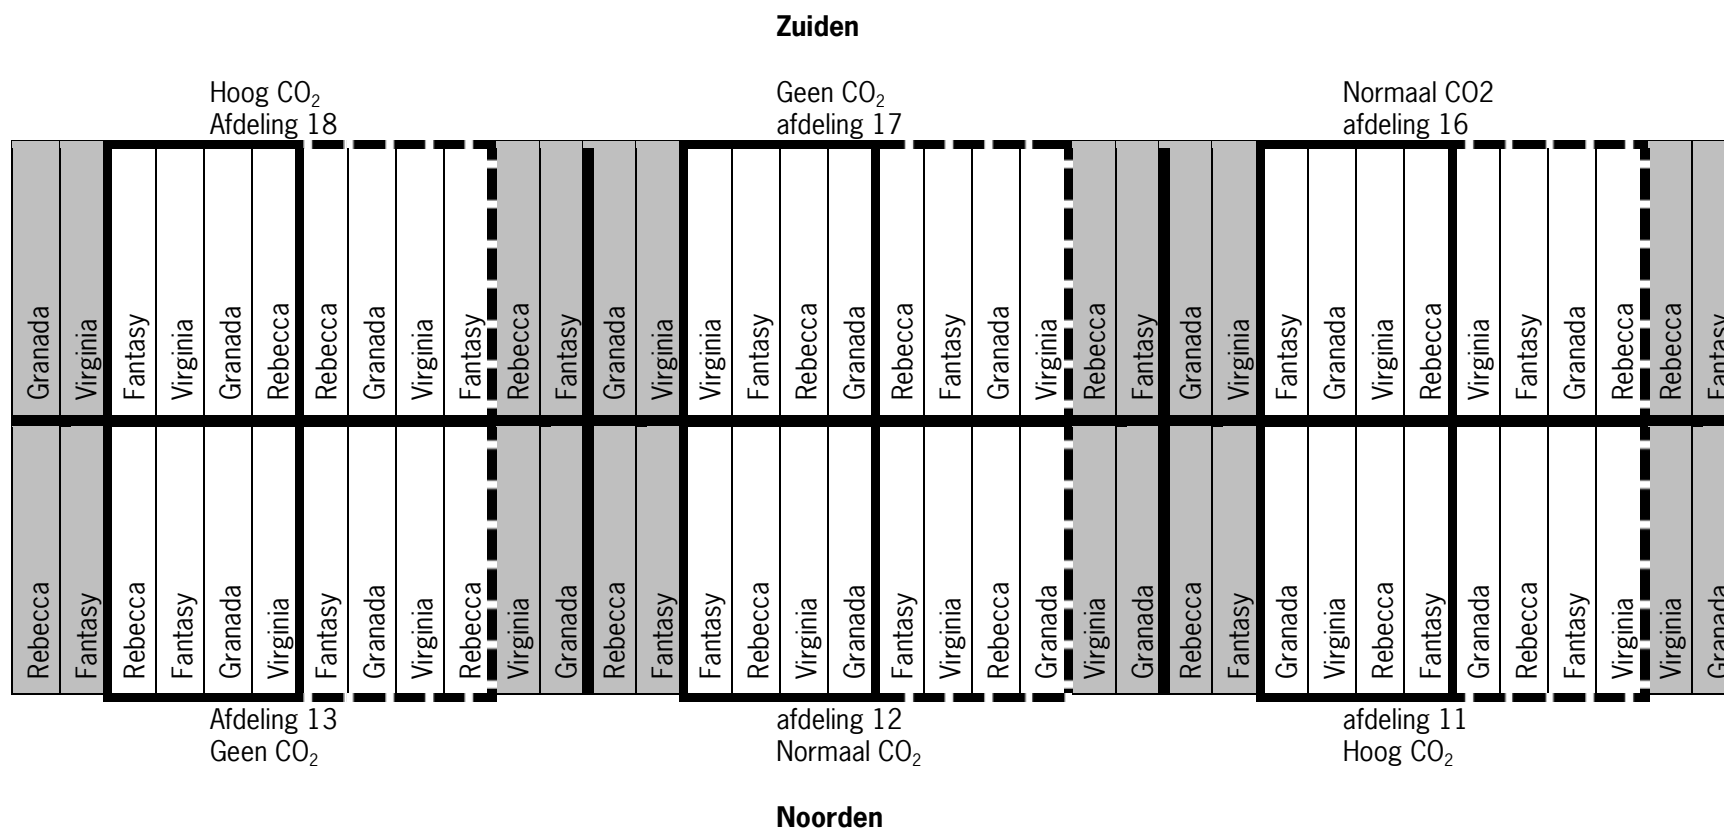 Zuiden
Hoog CO₂
Afdeling 18
Geen CO₂
afdeling 17
Normaal CO2
afdeling 16
Granada
Virginia
Fantasy
Virginia
Granada
Rebecca
Rebecca
Granada
Virginia
Fantasy
Rebecca
Fantasy
Granada
Virginia
Virginia
Fantasy
Rebecca
Granada
Rebecca
Fantasy
Granada
Virginia
Rebecca
Fantasy
Granada
Virginia
Fantasy
Granada
Virginia
Rebecca
Virginia
Fantasy
Granada
Rebecca
Rebecca
Fantasy
Rebecca
Fantasy
Rebecca
Fantasy
Granada
Virginia
Fantasy
Granada
Virginia
Rebecca
Virginia
Granada
Rebecca
Fantasy
Fantasy
Rebecca
Virginia
Granada
Fantasy
Virginia
Rebecca
Granada
Virginia
Granada
Rebecca
Fantasy
Granada
Virginia
Rebecca
Fantasy
Granada
Rebecca
Fantasy
Virginia
Virginia
Granada
Afdeling 13
Geen CO₂
afdeling 12
Normaal CO₂
afdeling 11
Hoog CO₂
Noorden